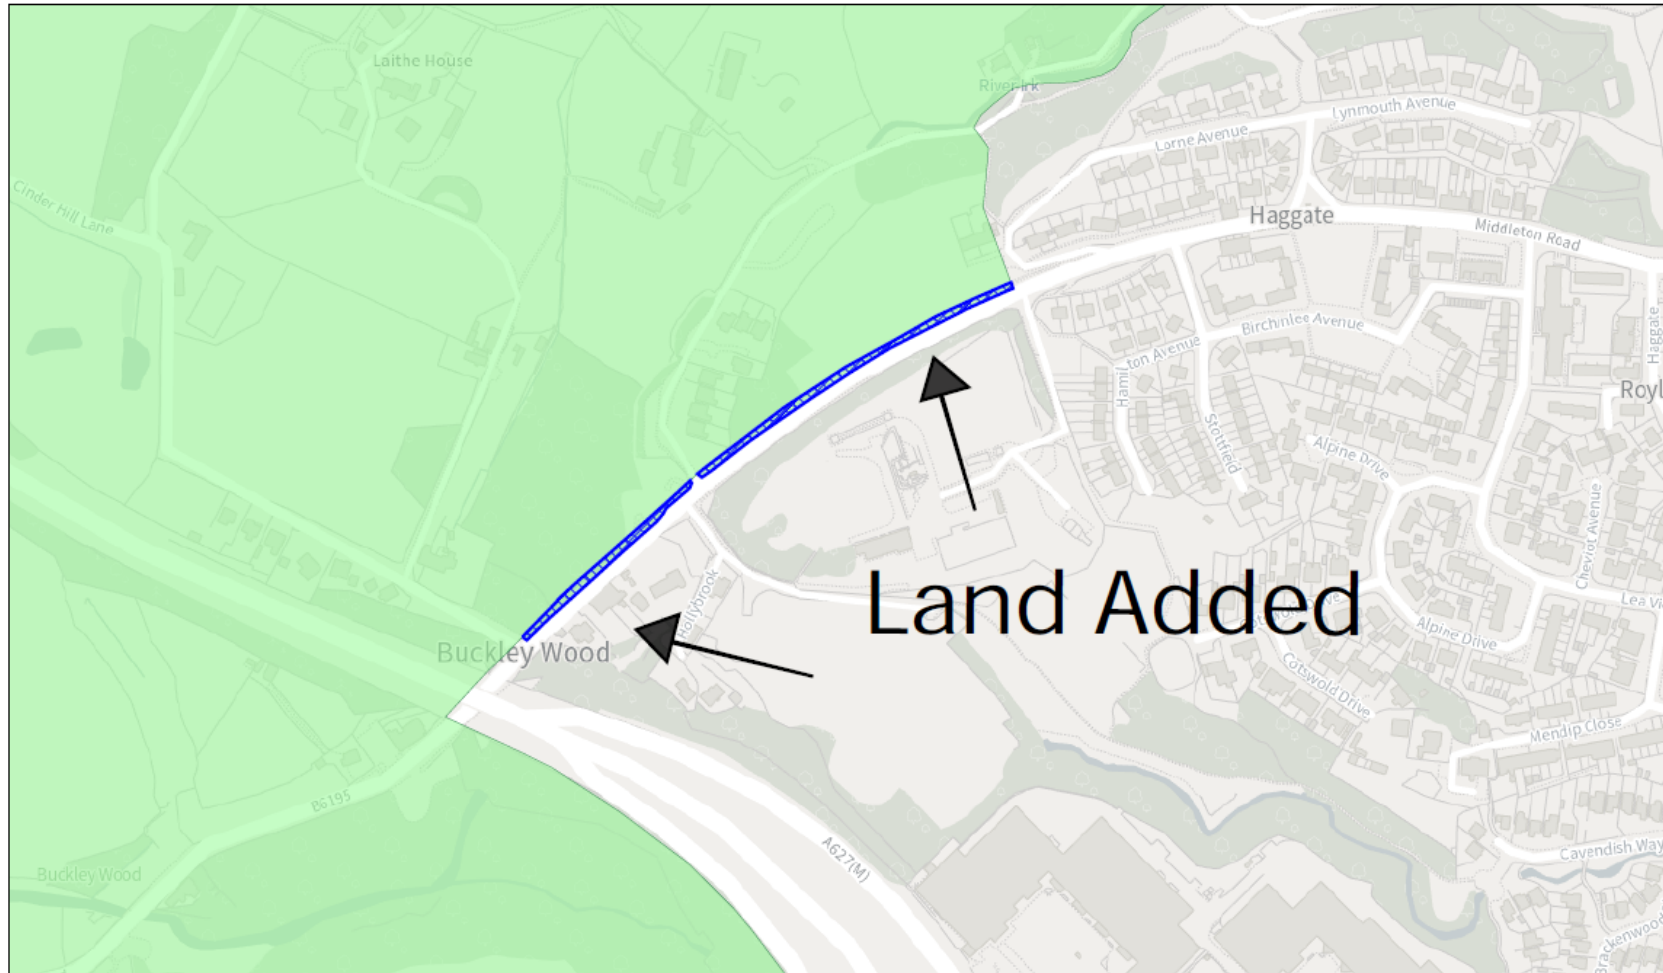 Laithe House
River Irk
Lynmouth Avenue
Lorne Avenue
Cinder Hill Lane
Haggate
Middleton Road
Birchinlee Avenue
Haggate
Hamilton Avenue
Royl
Stottfield
Alpine Drive
Cheviot Avenue
Land Added
Hollybrook
Lea Vi
Alpine Drive
Buckley Wood
Cotswold Drive
Mendip Close
B6195
A627(M)
Cavendish Way
Buckley Wood
Brackenwood